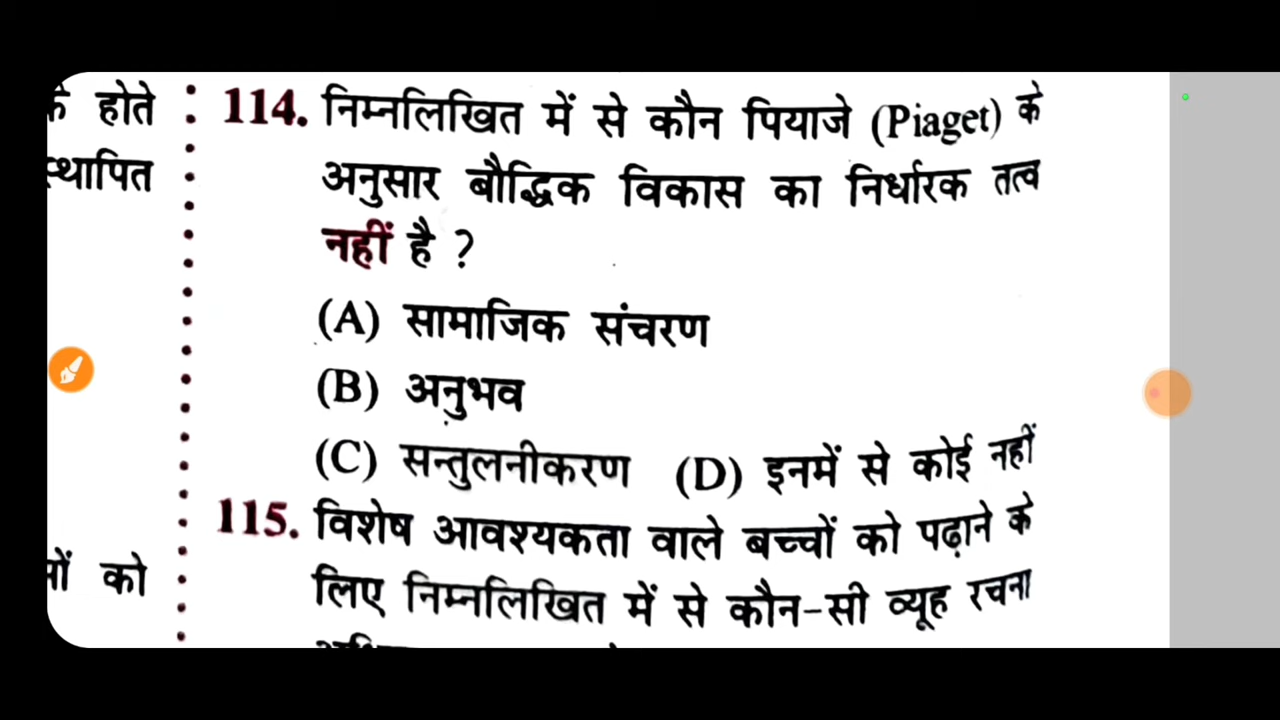 के होते
स्थापित
ों को
114. निम्नलिखित में से कौन पियाजे (Piaget) के
अनुसार बौद्धिक विकास का निर्धारक तत्व
नहीं है ?
(A) सामाजिक संचरण
(B) अनुभव
(C) सन्तुलनीकरण (D) इनमें से कोई नहीं
115. विशेष आवश्यकता वाले बच्चों को पढ़ाने के
लिए निम्नलिखित में से कौन-सी व्यूह रचना